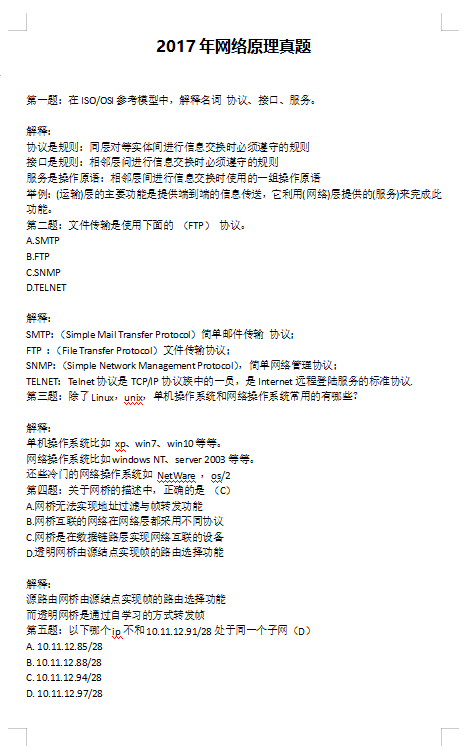 2017年网络原理真题
第一题：在 ISO/OSI 参考模型中，解释名词 协议、接口、服务。
解释：
协议是规则：同层对等实体间进行信息交换时必须遵守的规则
接口是规则：相邻层间进行信息交换时必须遵守的规则
服务是操作原语：相邻层间进行信息交换时使用的一组操作原语
举例：(运输)层的主要功能是提供端到端的信息传送，它利用(网络)层提供的(服务)来完成此
功能。
第二题：文件传输是使用下面的 （FTP） 协议。
A.SMTP
B.FTP
C.SNMP
D.TELNET
解释：
SMTP:（Simple Mail Transfer Protocol）简单邮件传输 协议；
FTP ：（File Transfer Protocol）文件传输协议；
SNMP:（Simple Network Management Protocol），简单网络管理协议；
TELNET: Telnet 协议是 TCP/IP 协议族中的一员，是 Internet 远程登陆服务的标准协议.
第三题：除了 Linux，unix，单机操作系统和网络操作系统常用的有哪些？
解释：
单机操作系统比如 xp、win7、win10 等等。
网络操作系统比如 windows NT、server 2003 等等。
还些冷门的网络操作系统如 NetWare ，os/2
第四题：关于网桥的描述中，正确的是 （C）
A.网桥无法实现地址过滤与帧转发功能
B.网桥互联的网络在网络层都采用不同协议
C.网桥是在数据链路层实现网络互联的设备
D.透明网桥由源结点实现帧的路由选择功能
解释：
源路由网桥由源结点实现帧的路由选择功能
而透明网桥是通过自学习的方式转发帧
第五题：以下哪个 ip 不和 10.11.12.91/28 处于同一个子网（D）
A. 10.11.12.85/28
B. 10.11.12.88/28
C. 10.11.12.94/28
D. 10.11.12.97/28